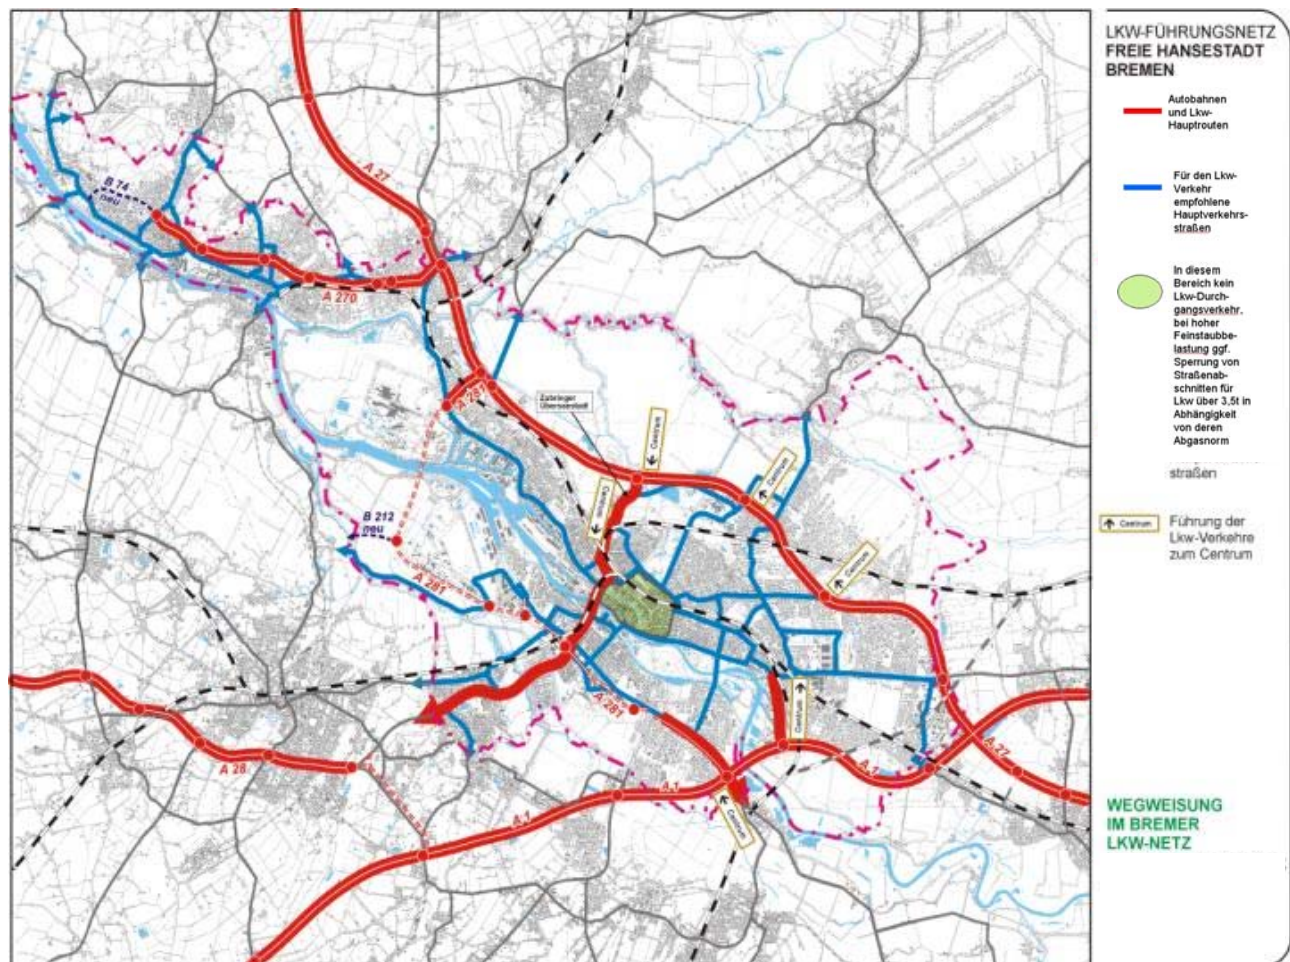 LKW-FÜHRUNGSNETZ
FREIE HANSESTADT
BREMEN
Autobahnen
und Lkw-
Hauptrouten
Für den Lkw-
Verkehr
empfohlene
Hauptverkehrs-
straßen
In diesem
Bereich kein
Lkw-Durch-
gangsverkehr,
bei hoher
Feinstaubbe-
lastung ggf.
Sperrung von
Straßenab-
schnitten für
Lkw über 3,5t in
Abhängigkeit
von deren
Abgasnorm
straßen
Centrum
Führung der
Lkw-Verkehre
zum Centrum
WEGWEISUNG
IM BREMER
LKW-NETZ
A 27
B 74
neu
A 270
A 281
Zubringer
Überseestadt
Centrum
Centrum
Centrum
Centrum
B 212
neu
A 281
A 281
Centrum
A 27
A 28
A 1
A 1
A 1
Centrum